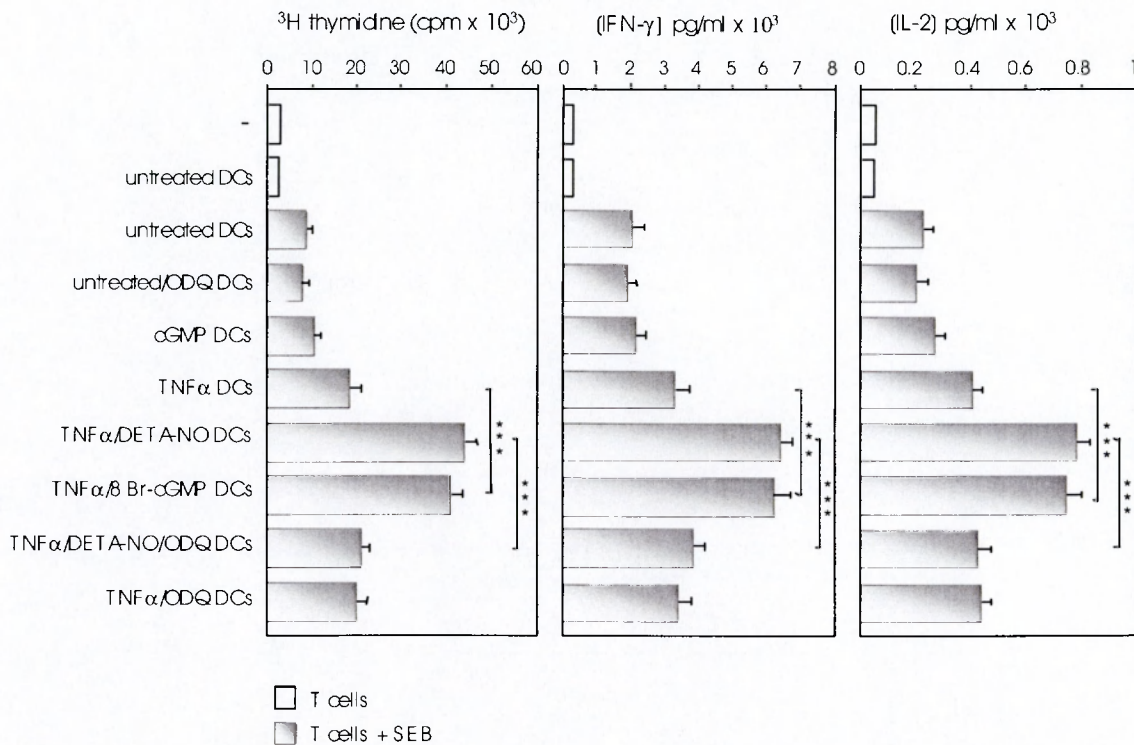 ³H thymidine (cpm x 10³)
(IFN-γ) pg/ml x 10³
(IL-2) pg/ml x 10³
0 10 20 30 40 50 60
0 1 2 3 4 5 6 7 8
0 0.2 0.4 0.6 0.8 1
-
untreated DCs
untreated DCs
untreated/ODQ DCs
cGMP DCs
TNFα DCs
TNFα/DETA-NO DCs
TNFα/8 Br-cGMP DCs
TNFα/DETA-NO/ODQ DCs
TNFα/ODQ DCs
***
***
***
***
***
***
T cells
T cells + SEB